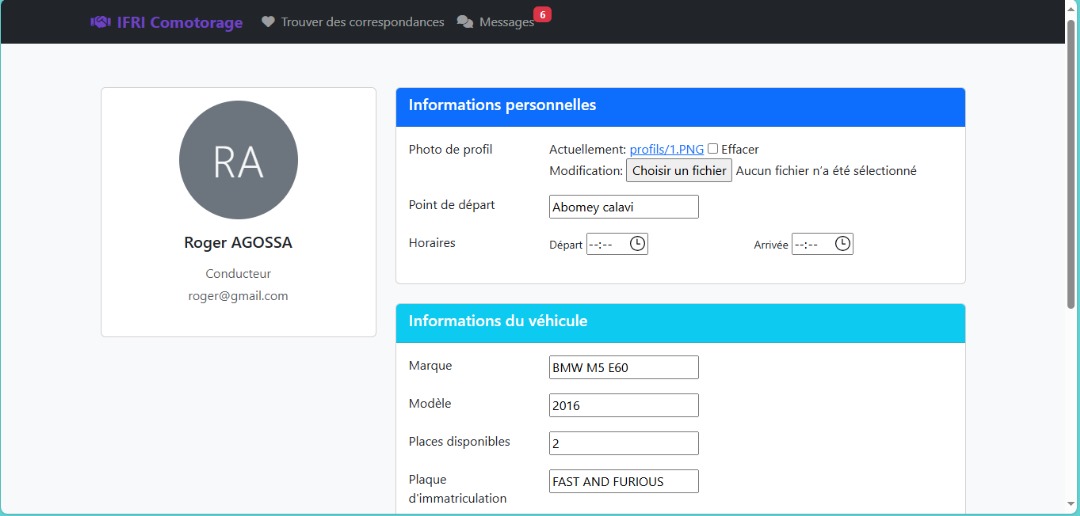 IFRI Comotorage Trouver des correspondances Messages 6
RA
Roger AGOSSA
Conducteur
roger@gmail.com
Informations personnelles
Photo de profil Actuellement: profils/1.PNG Effacer
Modification: Choisir un fichier Aucun fichier n'a été sélectionné
Point de départ Abomey calavi
Horaires Départ --:-- Arrivée --:--
Informations du véhicule
Marque BMW M5 E60
Modèle 2016
Places disponibles 2
Plaque FAST AND FURIOUS
d'immatriculation